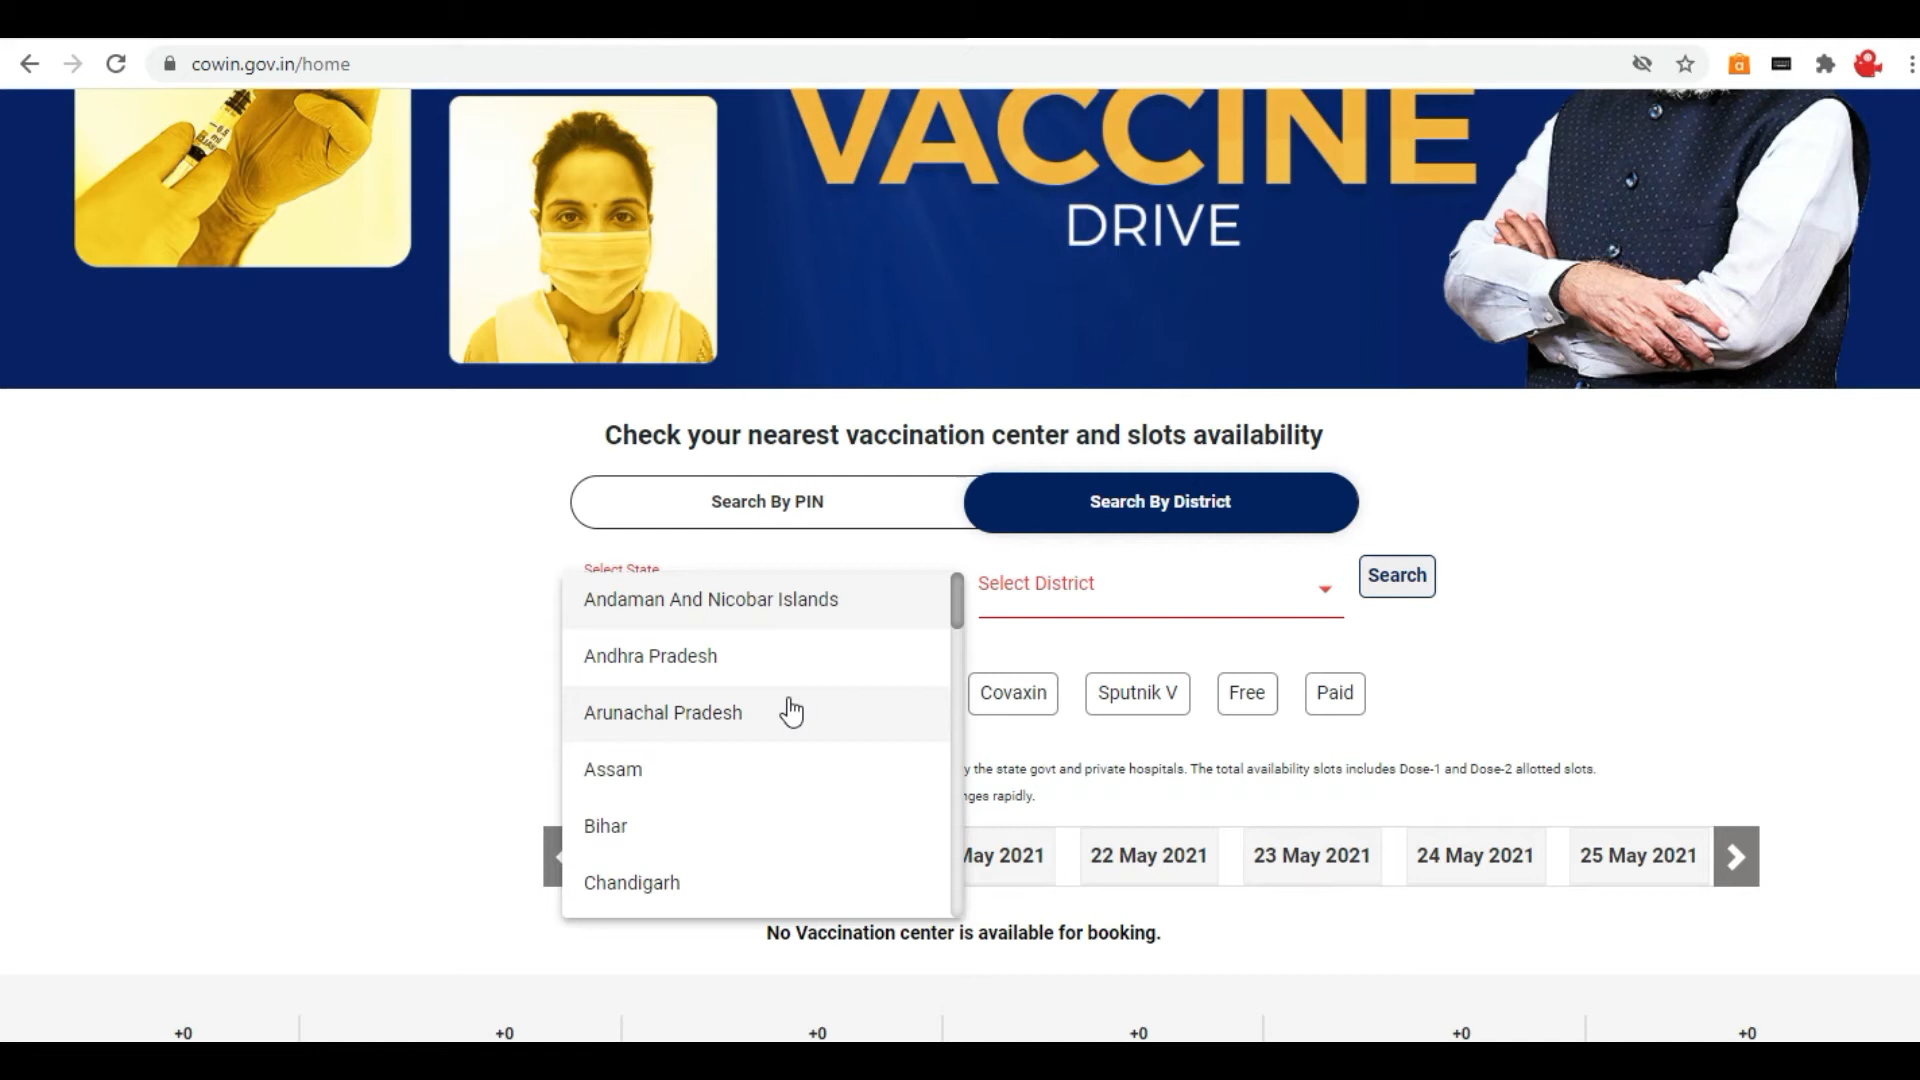 cowin.gov.in/home
VACCINE
DRIVE
Check your nearest vaccination center and slots availability
Search By PIN
Search By District
Select State
Select District
Search
Andaman And Nicobar Islands
Andhra Pradesh
Arunachal Pradesh
Assam
Bihar
Chandigarh
Covaxin
Sputnik V
Free
Paid
the state govt and private hospitals. The total availability slots includes Dose-1 and Dose-2 allotted slots.
rapidly.
May 2021
22 May 2021
23 May 2021
24 May 2021
25 May 2021
No Vaccination center is available for booking.
+0
+0
+0
+0
+0
+0